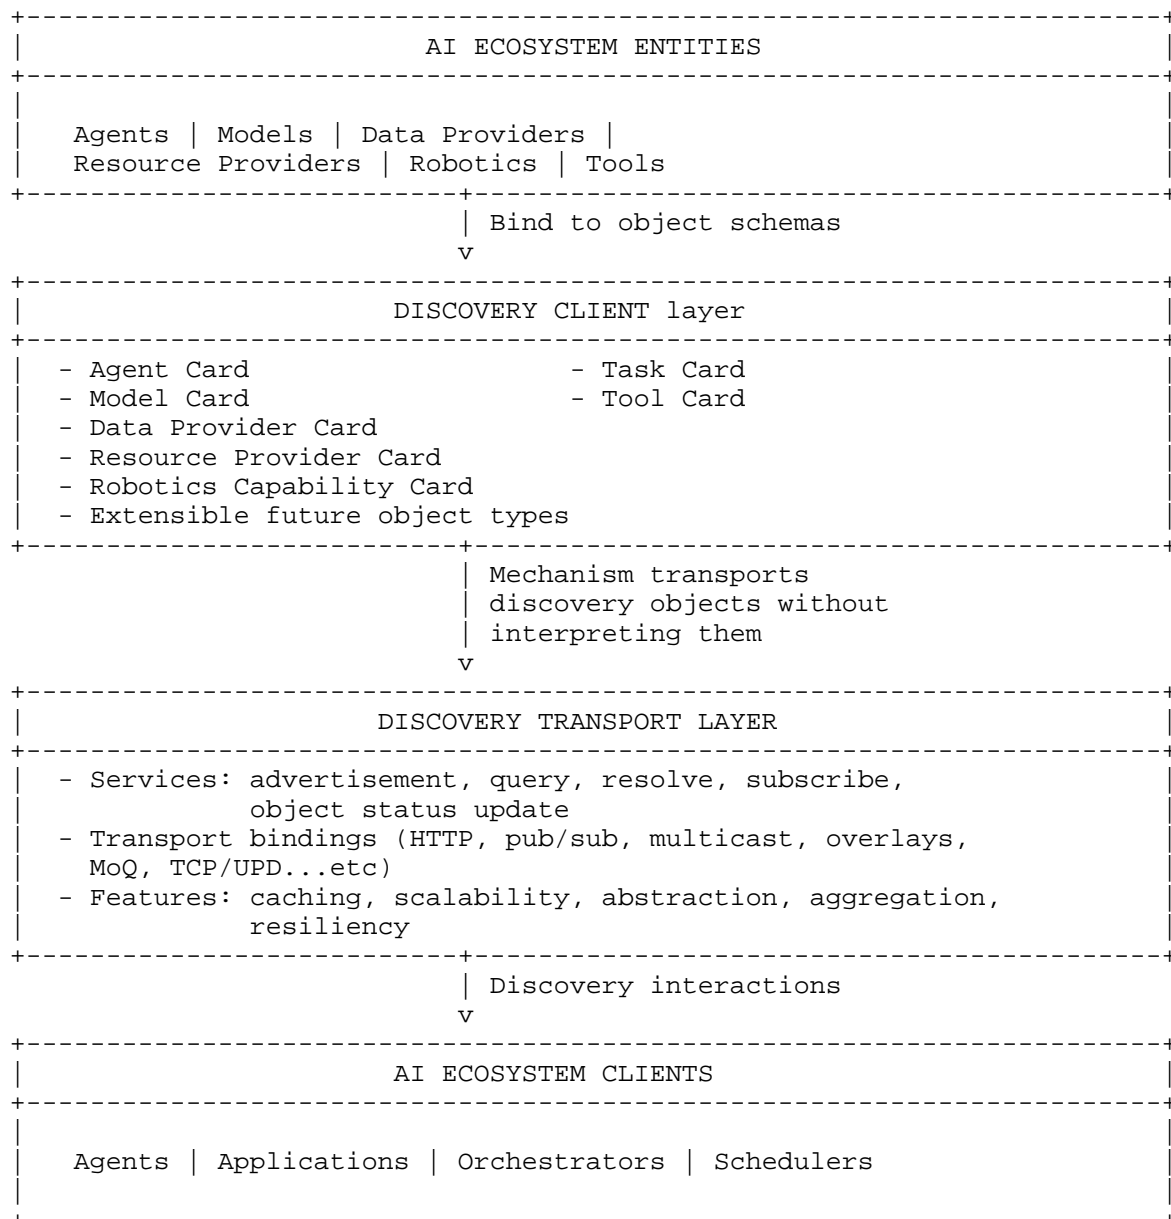 AI ECOSYSTEM ENTITIES
Agents | Models | Data Providers |
Resource Providers | Robotics | Tools
| Bind to object schemas
v
DISCOVERY CLIENT layer
- Agent Card - Task Card
- Model Card - Tool Card
- Data Provider Card
- Resource Provider Card
- Robotics Capability Card
- Extensible future object types
| Mechanism transports
| discovery objects without
| interpreting them
v
DISCOVERY TRANSPORT LAYER
- Services: advertisement, query, resolve, subscribe,
object status update
- Transport bindings (HTTP, pub/sub, multicast, overlays,
MoQ, TCP/UPD...etc)
- Features: caching, scalability, abstraction, aggregation,
resiliency
| Discovery interactions
v
AI ECOSYSTEM CLIENTS
Agents | Applications | Orchestrators | Schedulers